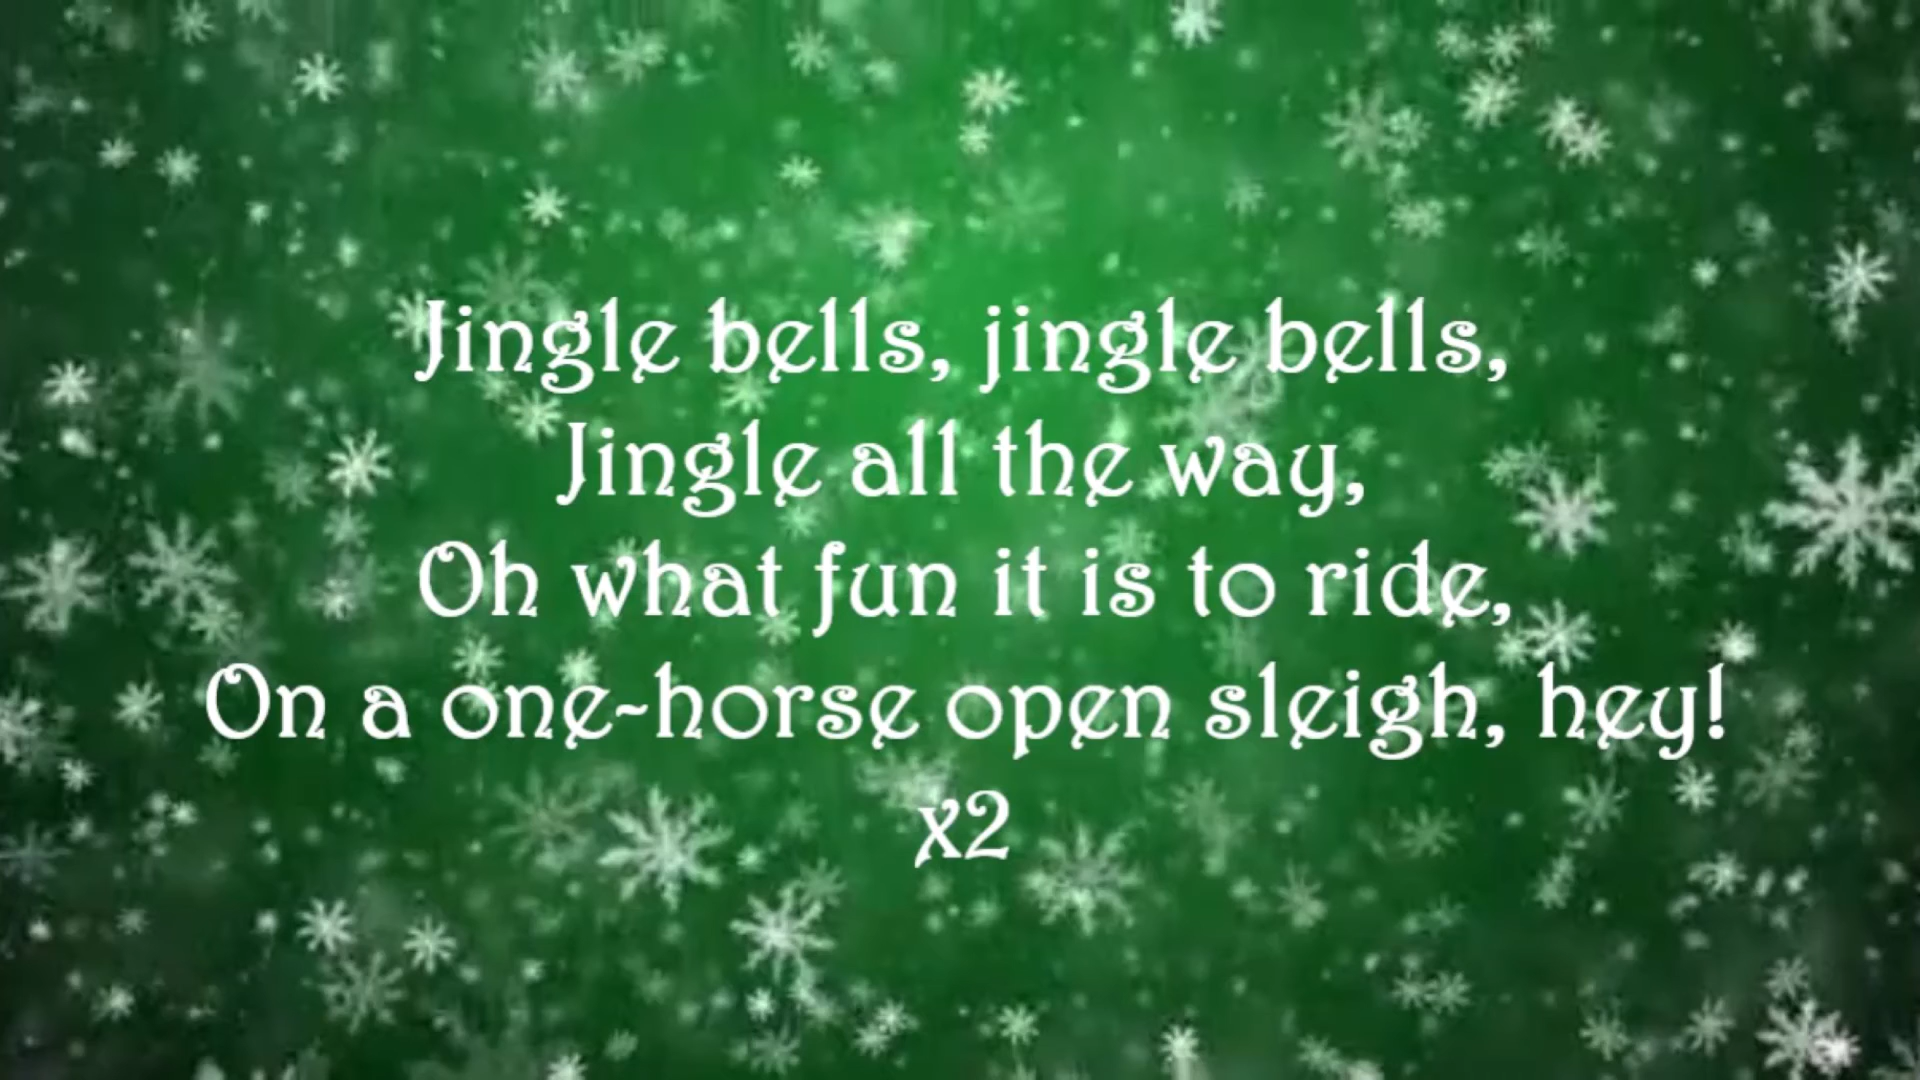 Jingle bells, jingle bells,
Jingle all the way,
Oh what fun it is to ride,
On a one-horse open sleigh, hey!
x2